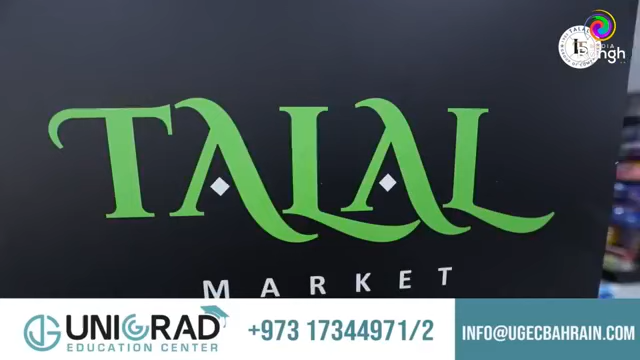 TALAL
MARKET
UNIGRAD
EDUCATION CENTER
+973 17344971/2
INFO@UGECBAHRAIN.COM